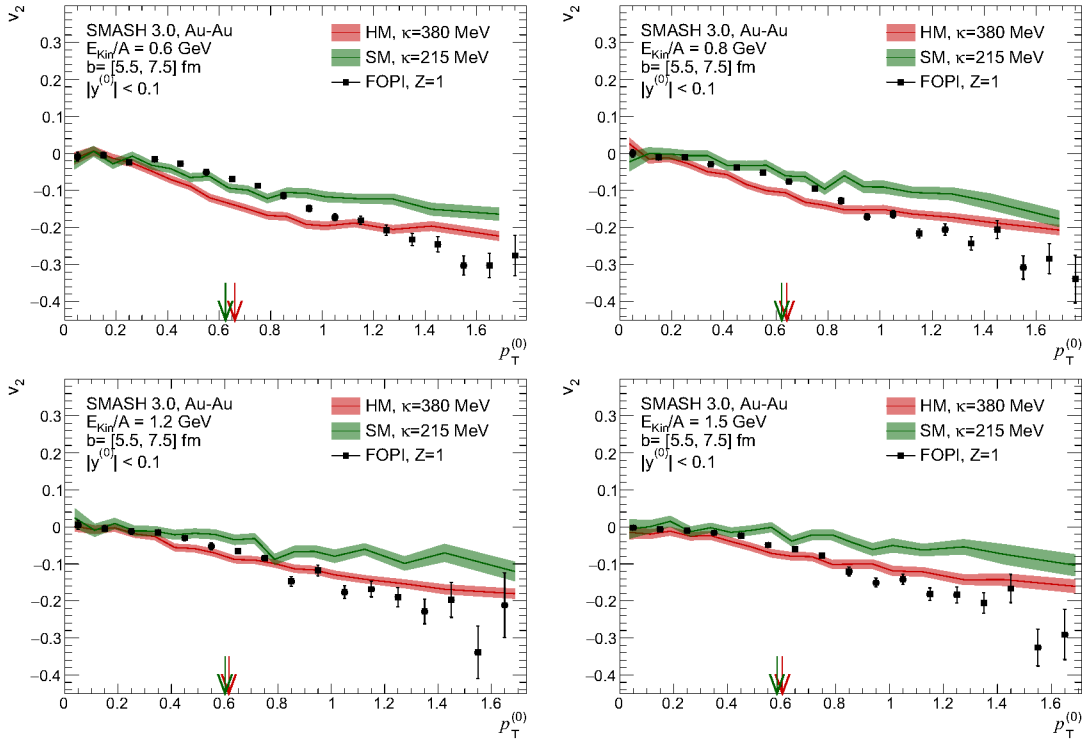 v₂
SMASH 3.0, Au-Au
E_Kin/A = 0.6 GeV
b= [5.5, 7.5] fm
|y⁽⁰⁾| < 0.1
HM, κ=380 MeV
SM, κ=215 MeV
FOPI, Z=1
0.3
0.2
0.1
0
−0.1
−0.2
−0.3
−0.4
0 0.2 0.4 0.6 0.8 1 1.2 1.4 1.6
p_T⁽⁰⁾
v₂
SMASH 3.0, Au-Au
E_Kin/A = 0.8 GeV
b= [5.5, 7.5] fm
|y⁽⁰⁾| < 0.1
HM, κ=380 MeV
SM, κ=215 MeV
FOPI, Z=1
0.3
0.2
0.1
0
−0.1
−0.2
−0.3
−0.4
0 0.2 0.4 0.6 0.8 1 1.2 1.4 1.6
p_T⁽⁰⁾
v₂
SMASH 3.0, Au-Au
E_Kin/A = 1.2 GeV
b= [5.5, 7.5] fm
|y⁽⁰⁾| < 0.1
HM, κ=380 MeV
SM, κ=215 MeV
FOPI, Z=1
0.3
0.2
0.1
0
−0.1
−0.2
−0.3
−0.4
0 0.2 0.4 0.6 0.8 1 1.2 1.4 1.6
p_T⁽⁰⁾
v₂
SMASH 3.0, Au-Au
E_Kin/A = 1.5 GeV
b= [5.5, 7.5] fm
|y⁽⁰⁾| < 0.1
HM, κ=380 MeV
SM, κ=215 MeV
FOPI, Z=1
0.3
0.2
0.1
0
−0.1
−0.2
−0.3
−0.4
0 0.2 0.4 0.6 0.8 1 1.2 1.4 1.6
p_T⁽⁰⁾